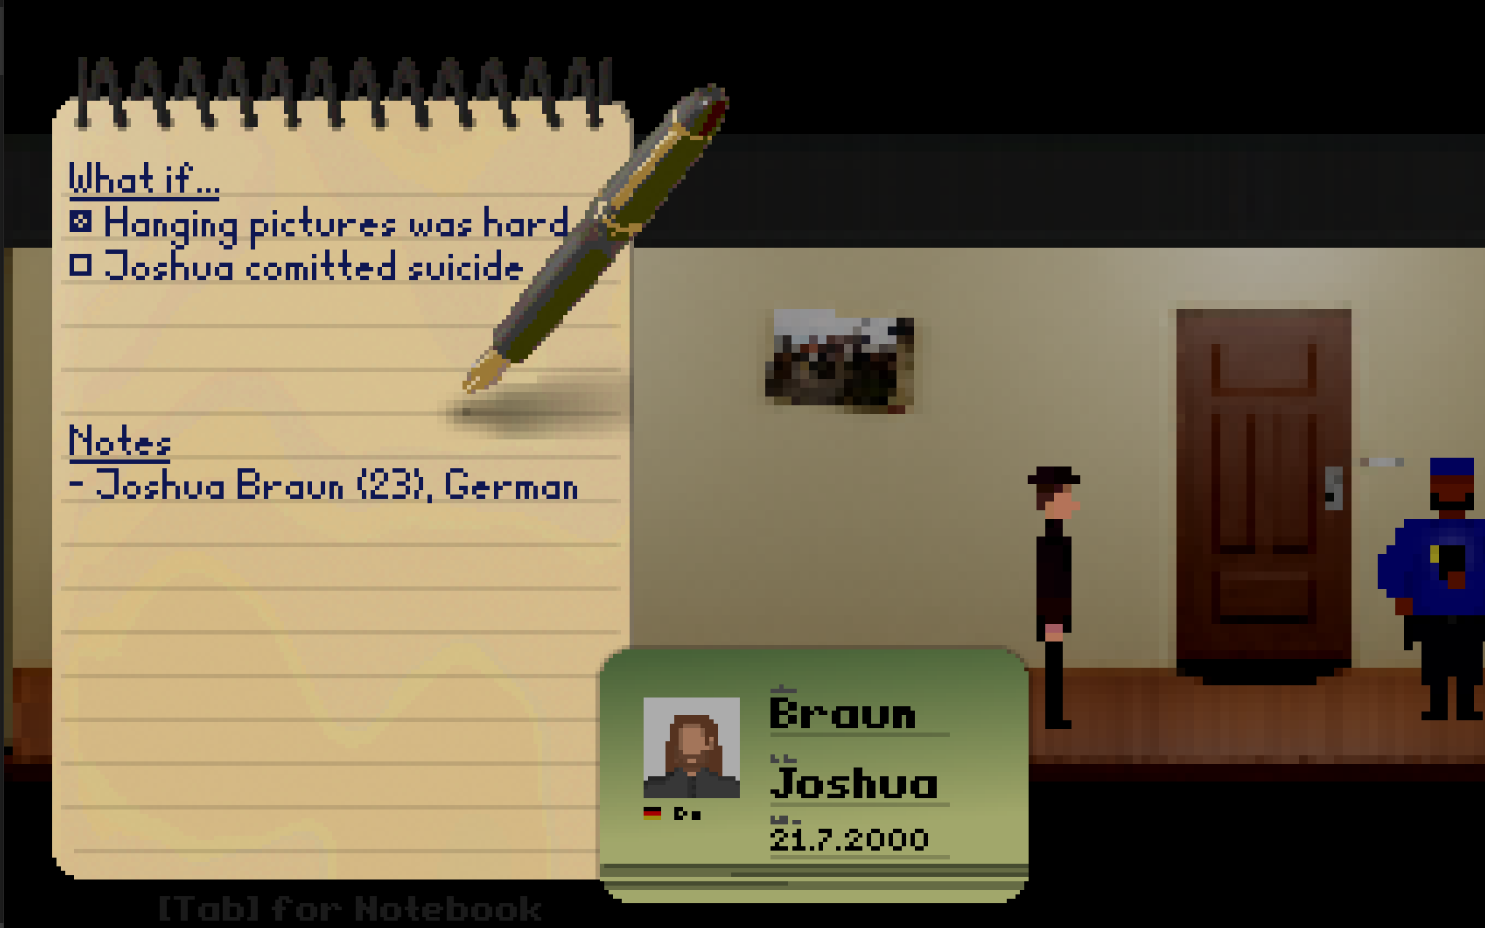 What if...
Hanging pictures was hard
Joshua comitted suicide
Notes
- Joshua Braun (23), German
Braun
Joshua
De
21.7.2000
[Tab] for Notebook